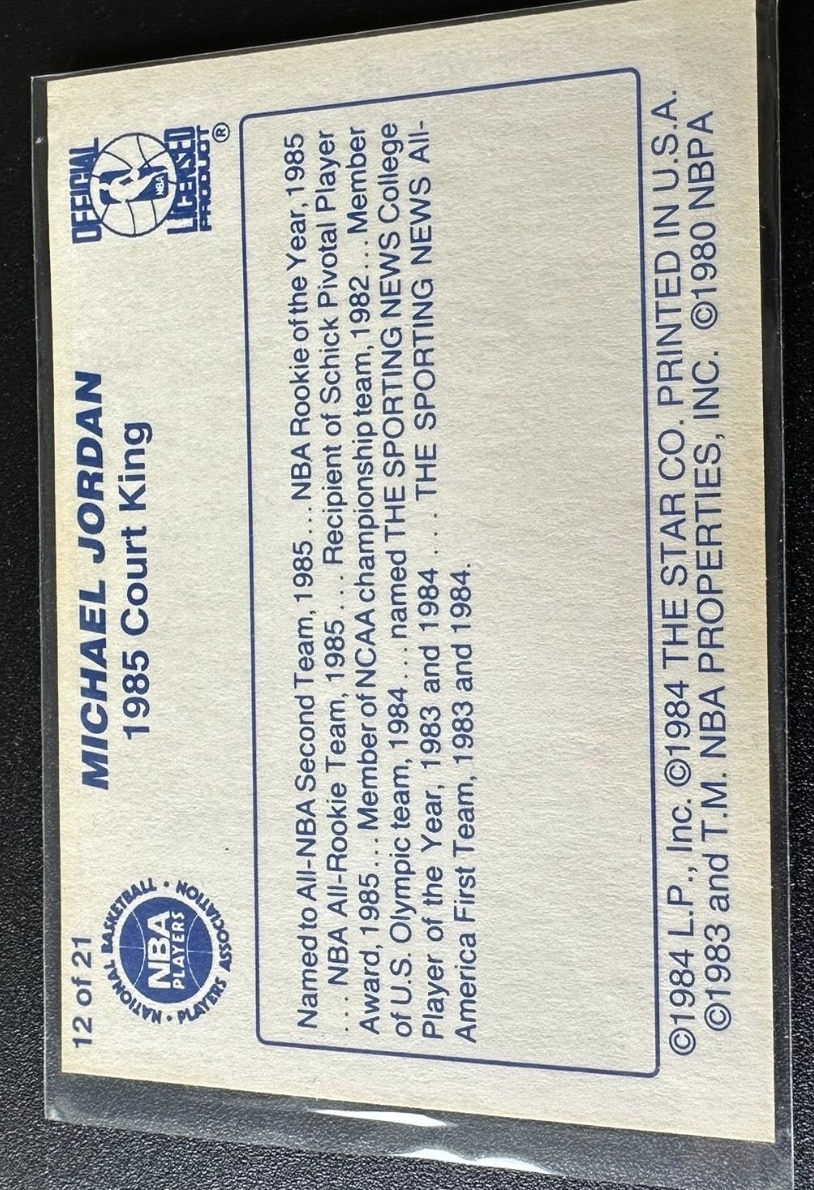 12 of 21
NATIONAL BASKETBALL • PLAYERS ASSOCIATION •
NBA
PLAYERS
MICHAEL JORDAN
1985 Court King
OFFICIAL
NBA
LICENSED
PRODUCT ®
Named to All-NBA Second Team, 1985 ... NBA Rookie of the Year, 1985
... NBA All-Rookie Team, 1985 ... Recipient of Schick Pivotal Player
Award, 1985 ... Member of NCAA championship team, 1982 ... Member
of U.S. Olympic team, 1984 ... named THE SPORTING NEWS College
Player of the Year, 1983 and 1984 .... THE SPORTING NEWS All-
America First Team, 1983 and 1984.
©1984 L.P., Inc. ©1984 THE STAR CO. PRINTED IN U.S.A.
©1983 and T.M. NBA PROPERTIES, INC. ©1980 NBPA